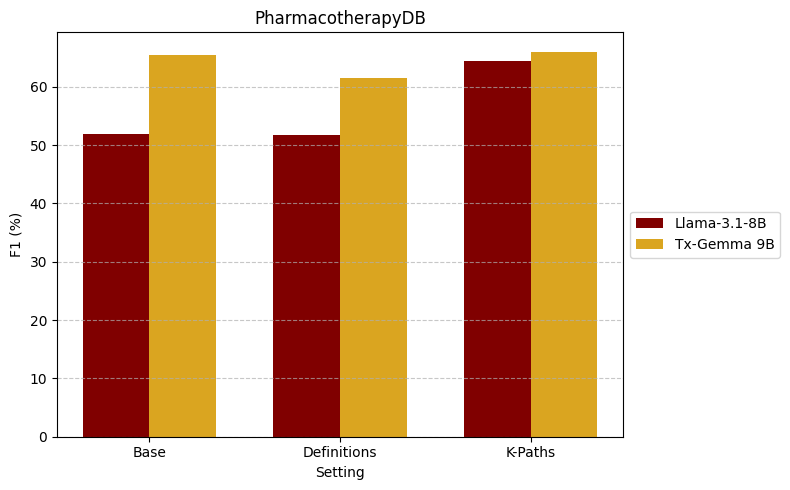 PharmacotherapyDB
F1 (%)
60
50
40
30
20
10
0
Base
Definitions
K-Paths
Setting
Llama-3.1-8B
Tx-Gemma 9B